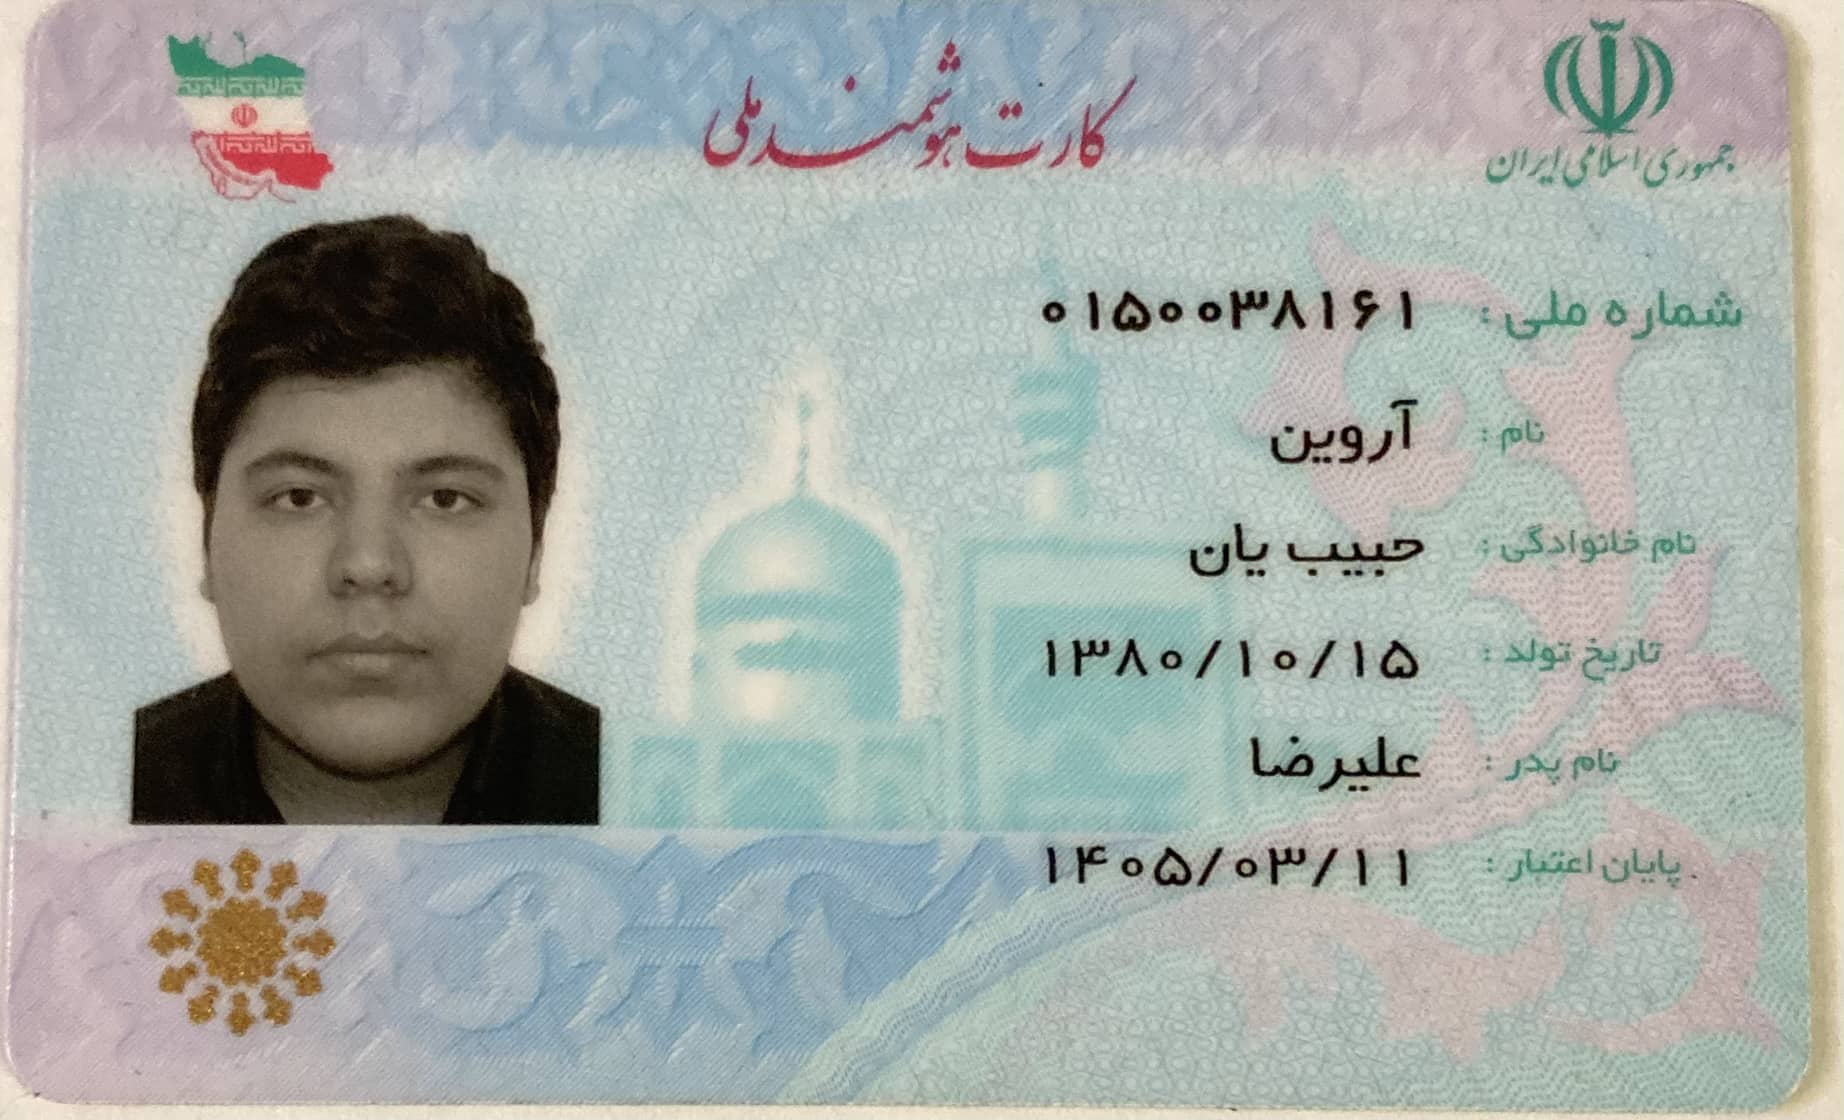 جمهوری اسلامی ایران
کارت هوشمند ملی
شماره ملی : ۰۱۵۰۰۳۸۱۶۱
نام : آروین
نام خانوادگی : حبیب یان
تاریخ تولد : ۱۳۸۰/۱۰/۱۵
نام پدر : علیرضا
پایان اعتبار : ۱۴۰۵/۰۳/۱۱